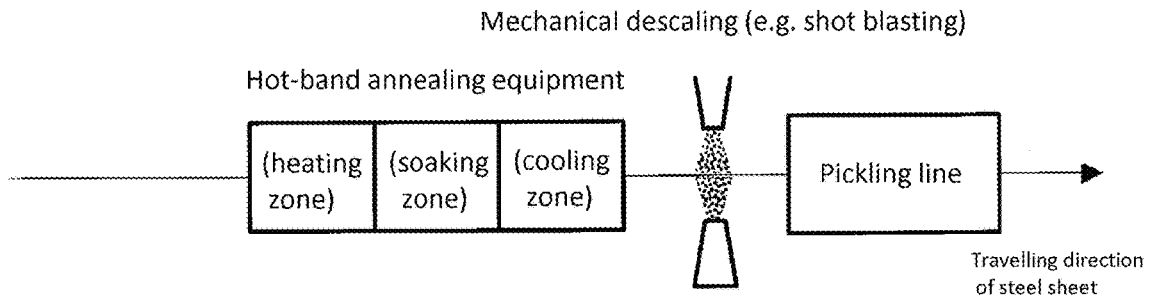 Mechanical descaling (e.g. shot blasting)
Hot-band annealing equipment
(heating
zone)
(soaking
zone)
(cooling
zone)
Pickling line
Travelling direction
of steel sheet